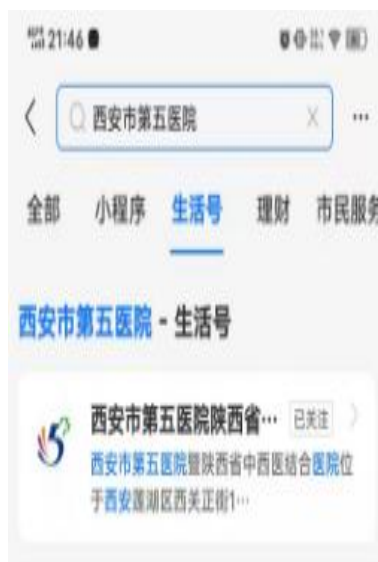 21:46
西安市第五医院
全部 小程序 生活号 理财 市民服务
西安市第五医院 - 生活号
西安市第五医院陕西省··· 已关注
西安市第五医院暨陕西省中西医结合医院位
于西安莲湖区西关正街1···